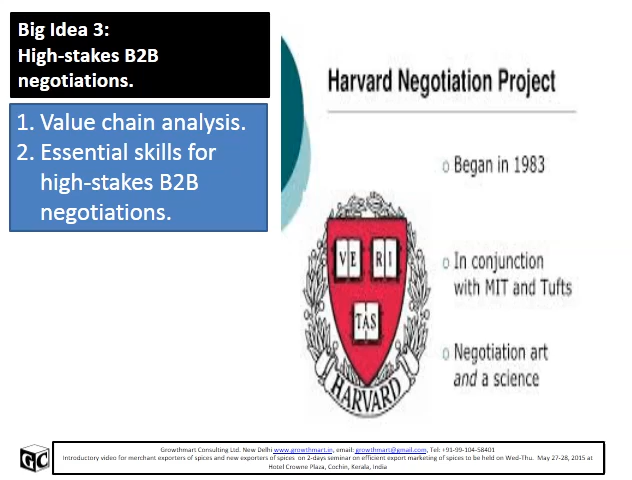 Big Idea 3:
High-stakes B2B
negotiations.
1. Value chain analysis.
2. Essential skills for
high-stakes B2B
negotiations.
Harvard Negotiation Project
o Began in 1983
o In conjunction
with MIT and Tufts
o Negotiation art
and a science
VE RI
TAS
HARVARD
GC
Growthmart Consulting Ltd. New Delhi www.growthmart.in, email: growthmart@gmail.com, Tel: +91-99-104-58401
Introductory video for merchant exporters of spices and new exporters of spices on 2-days seminar on efficient export marketing of spices to be held on Wed-Thu. May 27-28, 2015 at
Hotel Crowne Plaza, Cochin, Kerala, India